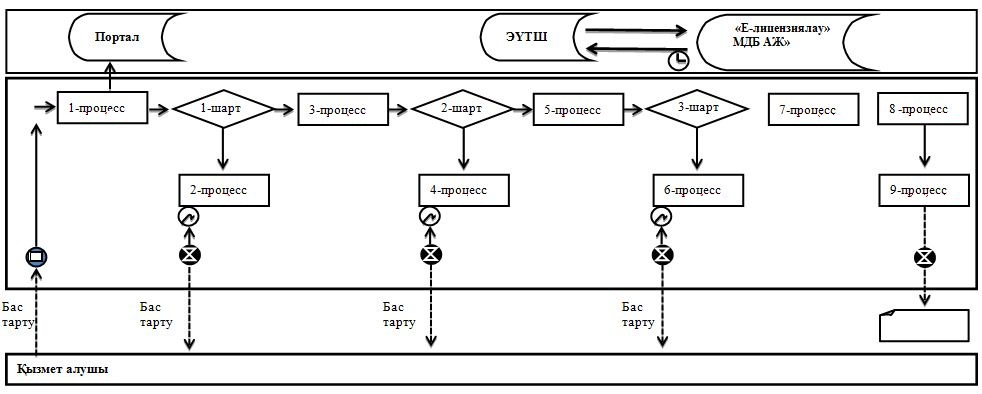 Портал
ЭҮТШ
«Е-лицензиялау»
МДБ АЖ»
1-процесс
1-шарт
3-процесс
2-шарт
5-процесс
3-шарт
7-процесс
8-процесс
2-процесс
4-процесс
6-процесс
9-процесс
Бас
тарту
Бас
тарту
Бас
тарту
Бас
тарту
Қызмет алушы